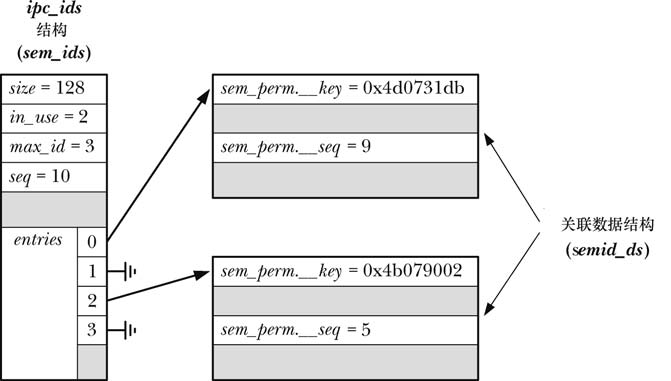 ipc_ids
结构
(sem_ids)
size = 128
in_use = 2
max_id = 3
seq = 10
entries
0
1
2
3
sem_perm.__key = 0x4d0731db
sem_perm.__seq = 9
sem_perm.__key = 0x4b079002
sem_perm.__seq = 5
关联数据结构
(semid_ds)